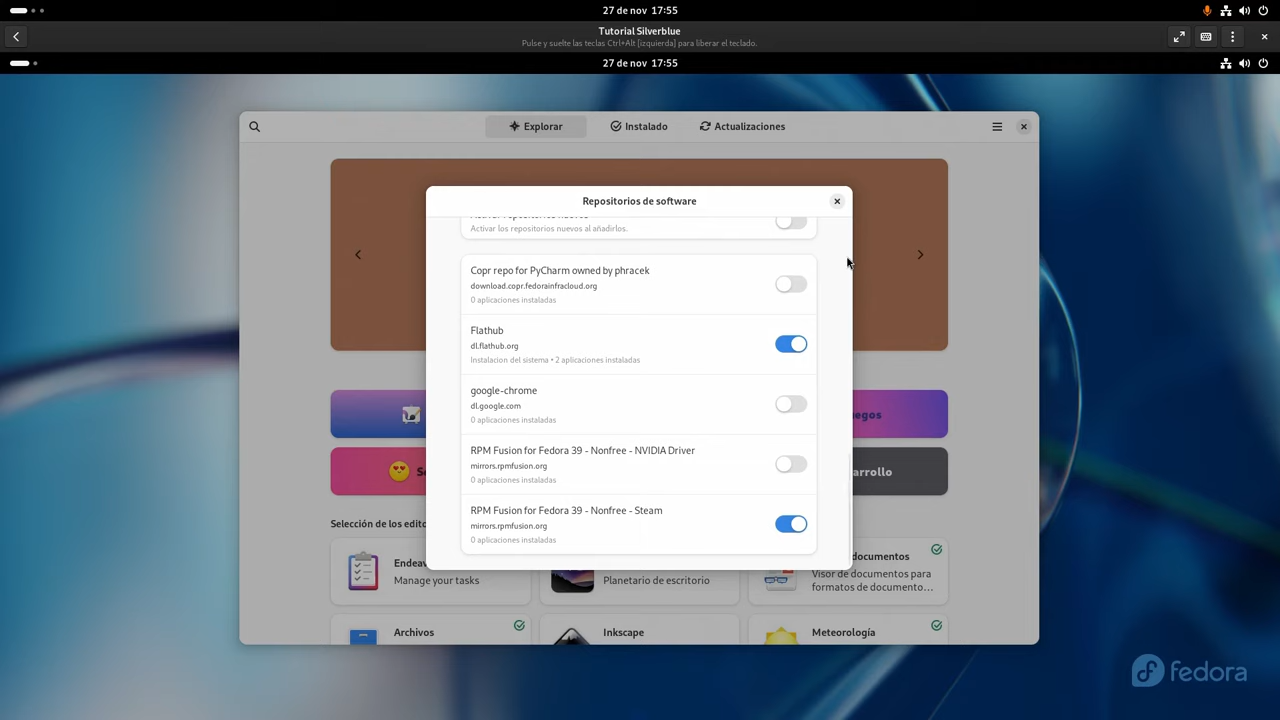 27 de nov 17:55
Tutorial Silverblue
Pulse y suelte las teclas Ctrl+Alt [izquierda] para liberar el teclado.
27 de nov 17:55
Explorar
Instalado
Actualizaciones
Repositorios de software
Activar los repositorios nuevos al añadirlos.
Copr repo for PyCharm owned by phracek
download.copr.fedorainfracloud.org
0 aplicaciones instaladas
Flathub
dl.flathub.org
Instalacion del sistema • 2 aplicaciones instaladas
google-chrome
dl.google.com
0 aplicaciones instaladas
RPM Fusion for Fedora 39 - Nonfree - NVIDIA Driver
mirrors.rpmfusion.org
0 aplicaciones instaladas
RPM Fusion for Fedora 39 - Nonfree - Steam
mirrors.rpmfusion.org
0 aplicaciones instaladas
Selección de los edito
Manage your tasks
Planetario de escritorio
documentos
Visor de documentos para
formatos de documento…
Archivos
Inkscape
Meteorología
fedora